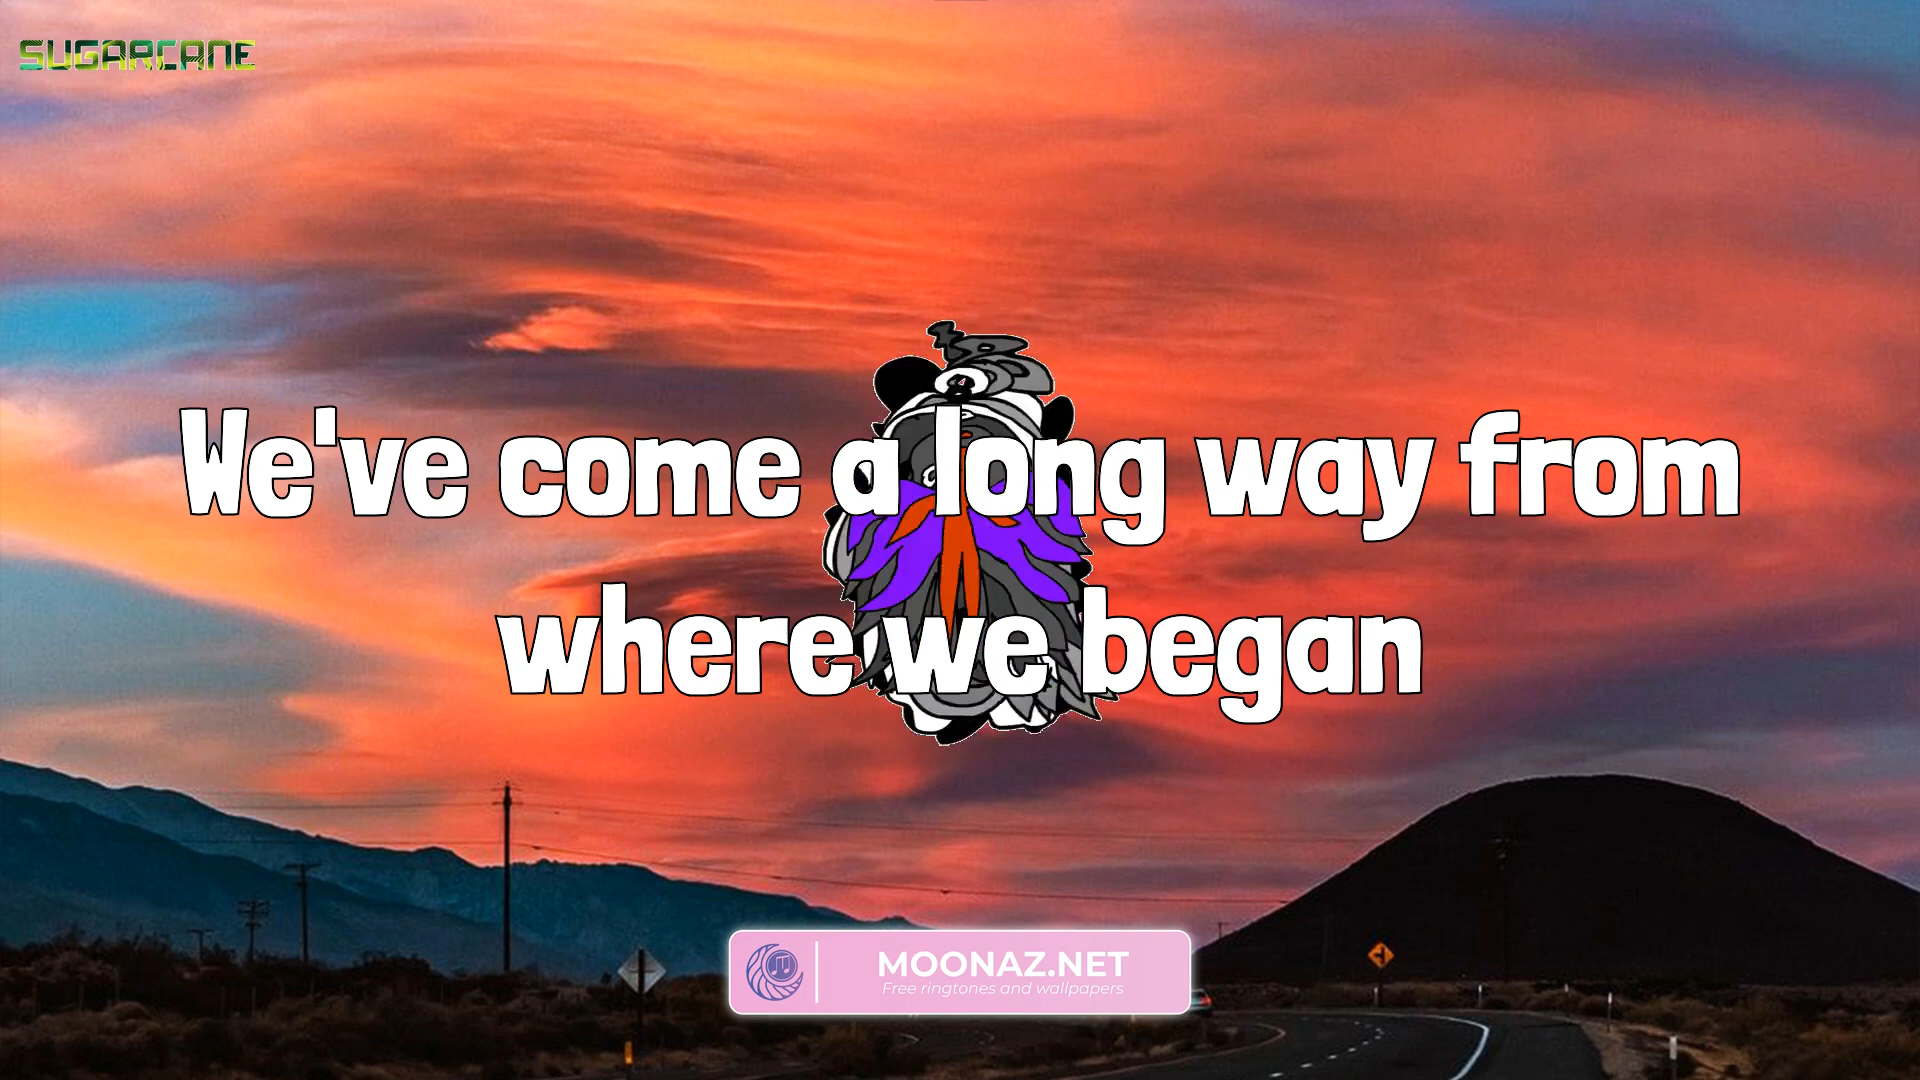 SUGARCANE
We've come a long way from
where we began
MOONAZ.NET
Free ringtones and wallpapers